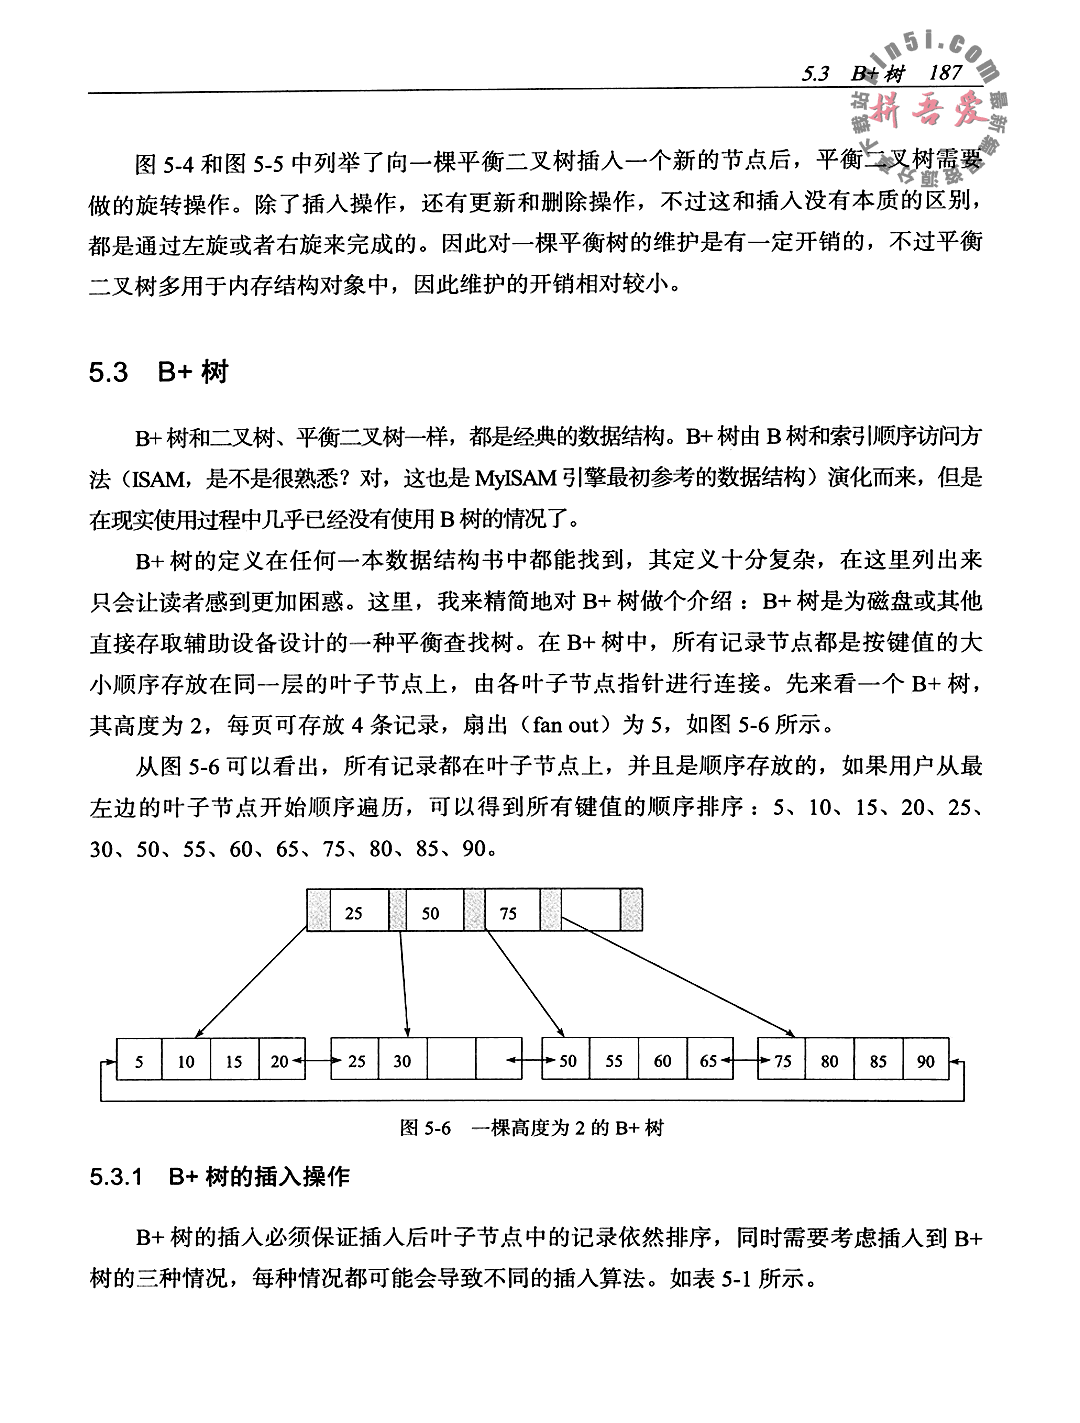 5.3 B+ 树 187
图 5-4 和图 5-5 中列举了向一棵平衡二叉树插入一个新的节点后，平衡二叉树需要
做的旋转操作。除了插入操作，还有更新和删除操作，不过这和插入没有本质的区别，
都是通过左旋或者右旋来完成的。因此对一棵平衡树的维护是有一定开销的，不过平衡
二叉树多用于内存结构对象中，因此维护的开销相对较小。
5.3 B+ 树
B+ 树和二叉树、平衡二叉树一样，都是经典的数据结构。B+ 树由 B 树和索引顺序访问方
法（ISAM，是不是很熟悉？对，这也是 MyISAM 引擎最初参考的数据结构）演化而来，但是
在现实使用过程中几乎已经没有使用 B 树的情况了。
B+ 树的定义在任何一本数据结构书中都能找到，其定义十分复杂，在这里列出来
只会让读者感到更加困惑。这里，我来精简地对 B+ 树做个介绍：B+ 树是为磁盘或其他
直接存取辅助设备设计的一种平衡查找树。在 B+ 树中，所有记录节点都是按键值的大
小顺序存放在同一层的叶子节点上，由各叶子节点指针进行连接。先来看一个 B+ 树，
其高度为 2，每页可存放 4 条记录，扇出（fan out）为 5，如图 5-6 所示。
从图 5-6 可以看出，所有记录都在叶子节点上，并且是顺序存放的，如果用户从最
左边的叶子节点开始顺序遍历，可以得到所有键值的顺序排序：5、10、15、20、25、
30、50、55、60、65、75、80、85、90。
25 50 75
5 10 15 20 25 30 50 55 60 65 75 80 85 90
图 5-6 一棵高度为 2 的 B+ 树
5.3.1 B+ 树的插入操作
B+ 树的插入必须保证插入后叶子节点中的记录依然排序，同时需要考虑插入到 B+
树的三种情况，每种情况都可能会导致不同的插入算法。如表 5-1 所示。
拼吾爱